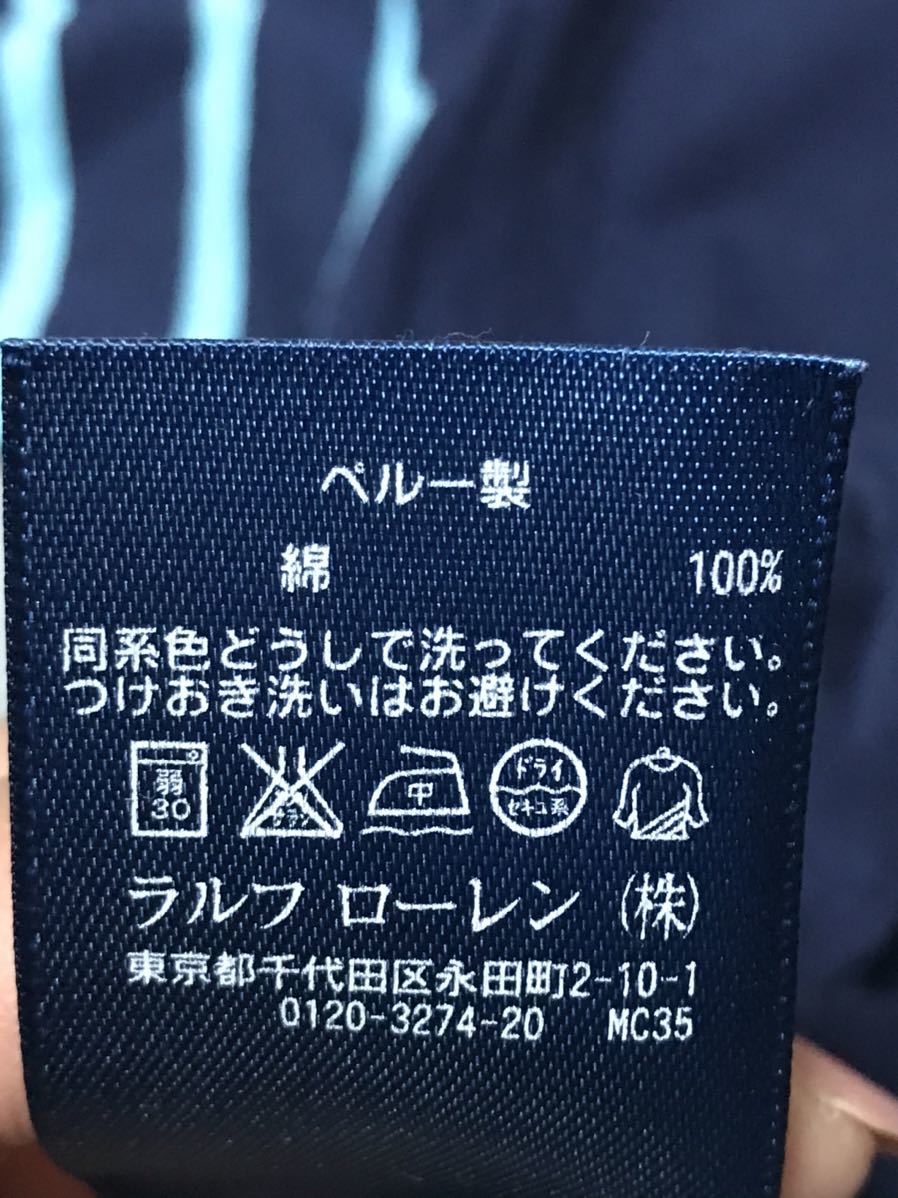 ペルー製
綿 100%
同系色どうしで洗ってください。
つけおき洗いはお避けください。
弱 中 ドライ
30 セキユ系
ラルフ ローレン (株)
東京都千代田区永田町2-10-1
0120-3274-20 MC35